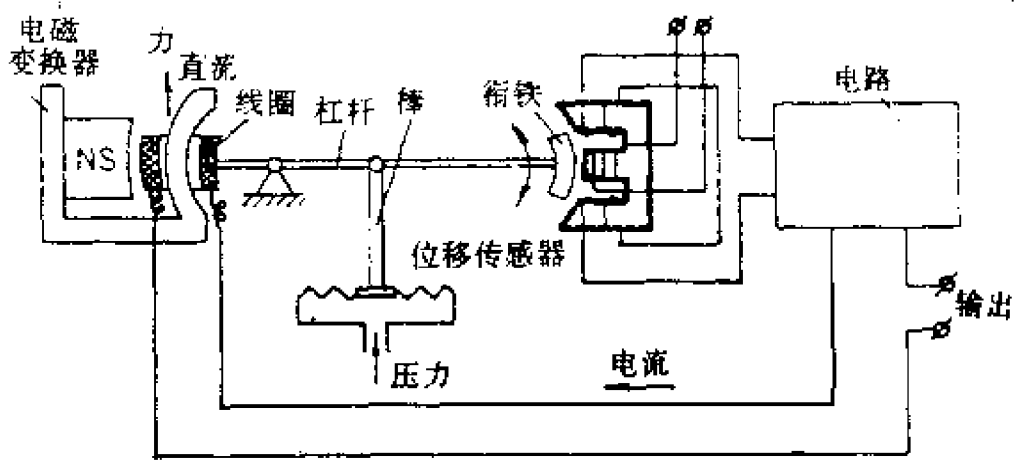 电磁
变换器
力
直流
线圈
杠杆
棒
衔铁
电路
NS
位移传感器
输出
压力
电流